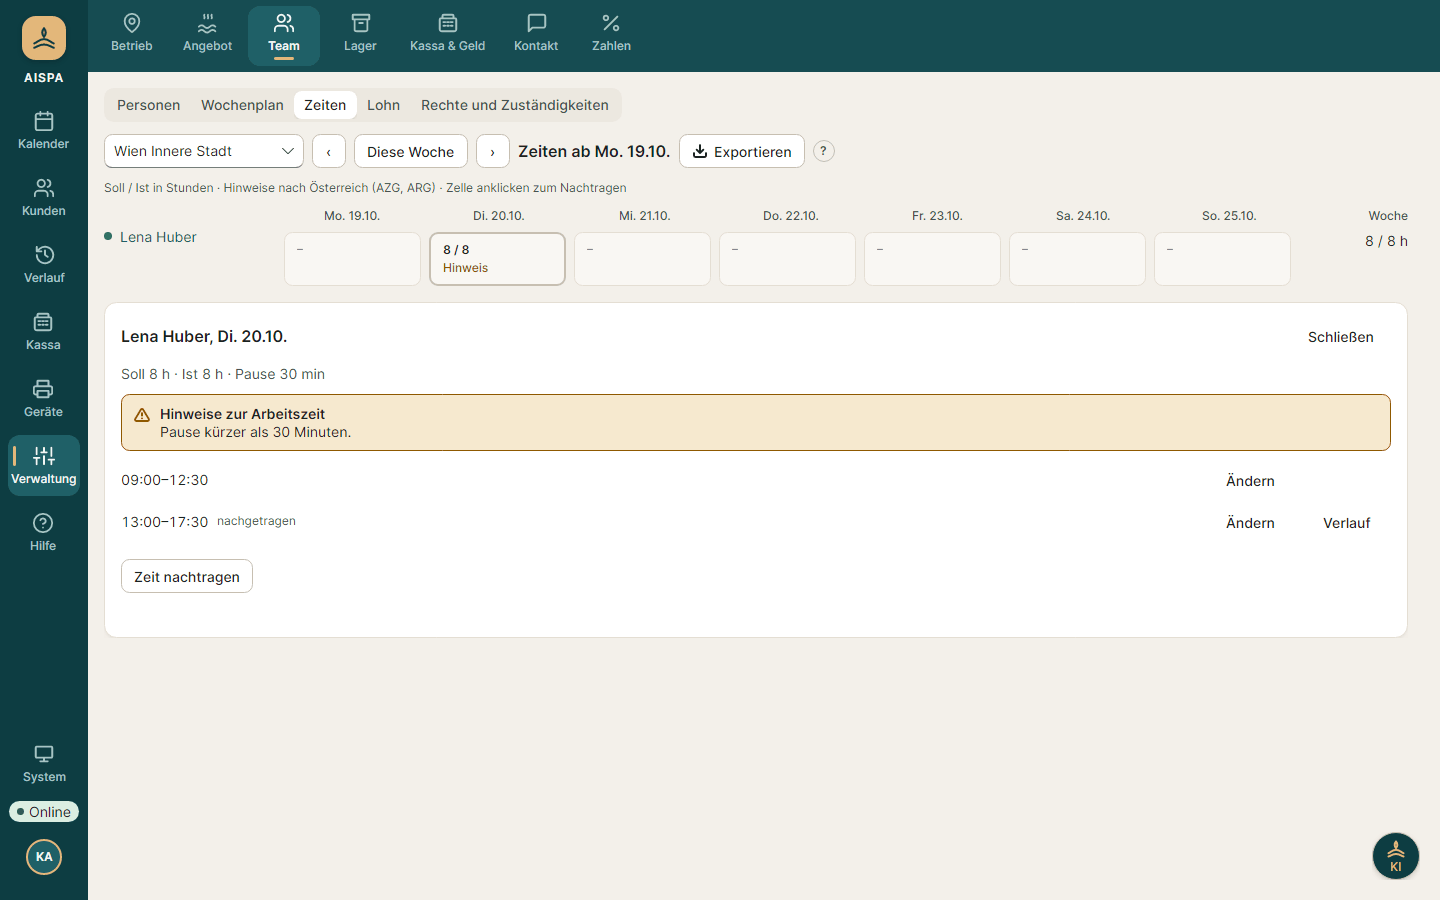 AISPA
Kalender
Kunden
Verlauf
Kassa
Geräte
Verwaltung
Hilfe
System
Online
KA
Betrieb
Angebot
Team
Lager
Kassa & Geld
Kontakt
Zahlen
Personen
Wochenplan
Zeiten
Lohn
Rechte und Zuständigkeiten
Wien Innere Stadt
‹
Diese Woche
›
Zeiten ab Mo. 19.10.
Exportieren
?
Soll / Ist in Stunden · Hinweise nach Österreich (AZG, ARG) · Zelle anklicken zum Nachtragen
Mo. 19.10.
Di. 20.10.
Mi. 21.10.
Do. 22.10.
Fr. 23.10.
Sa. 24.10.
So. 25.10.
Woche
Lena Huber
–
8 / 8
Hinweis
–
–
–
–
–
8 / 8 h
Lena Huber, Di. 20.10.
Schließen
Soll 8 h · Ist 8 h · Pause 30 min
Hinweise zur Arbeitszeit
Pause kürzer als 30 Minuten.
09:00–12:30
Ändern
13:00–17:30 nachgetragen
Ändern
Verlauf
Zeit nachtragen
KI